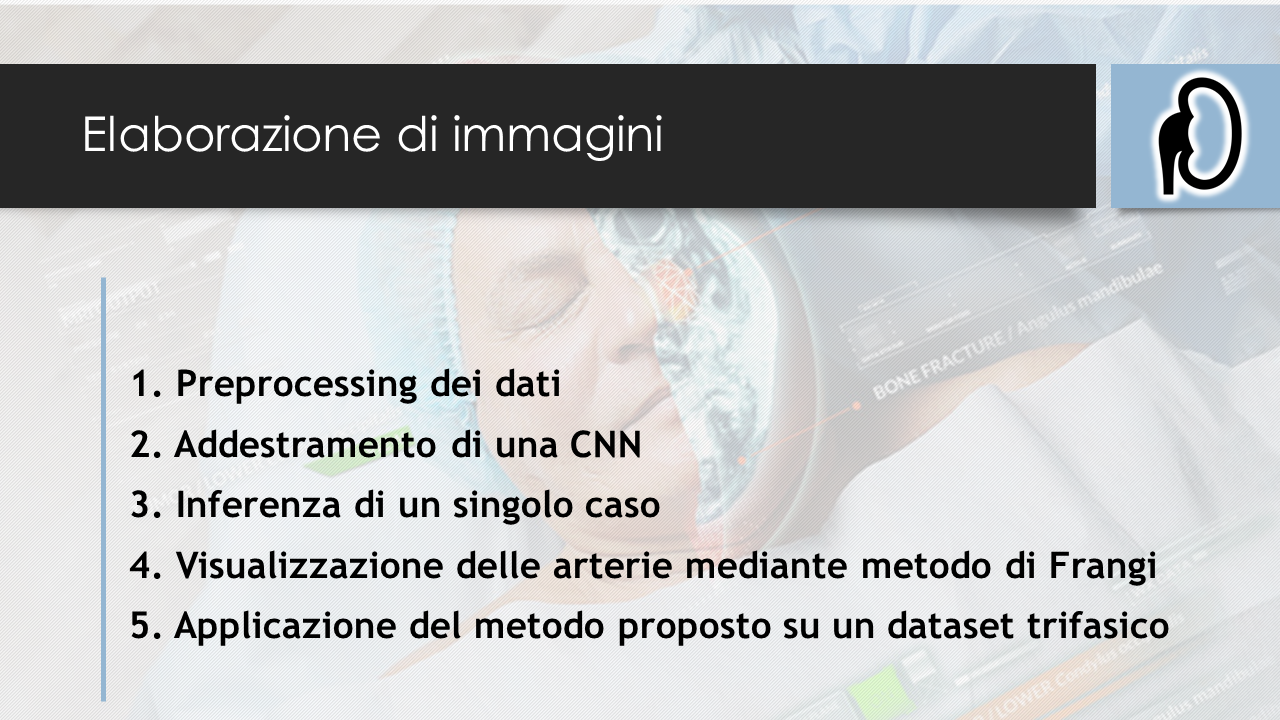 Elaborazione di immagini
BONE FRACTURE / Angulus mandibulae
1. Preprocessing dei dati
2. Addestramento di una CNN
3. Inferenza di un singolo caso
4. Visualizzazione delle arterie mediante metodo di Frangi
5. Applicazione del metodo proposto su un dataset trifasico
/ LOWER